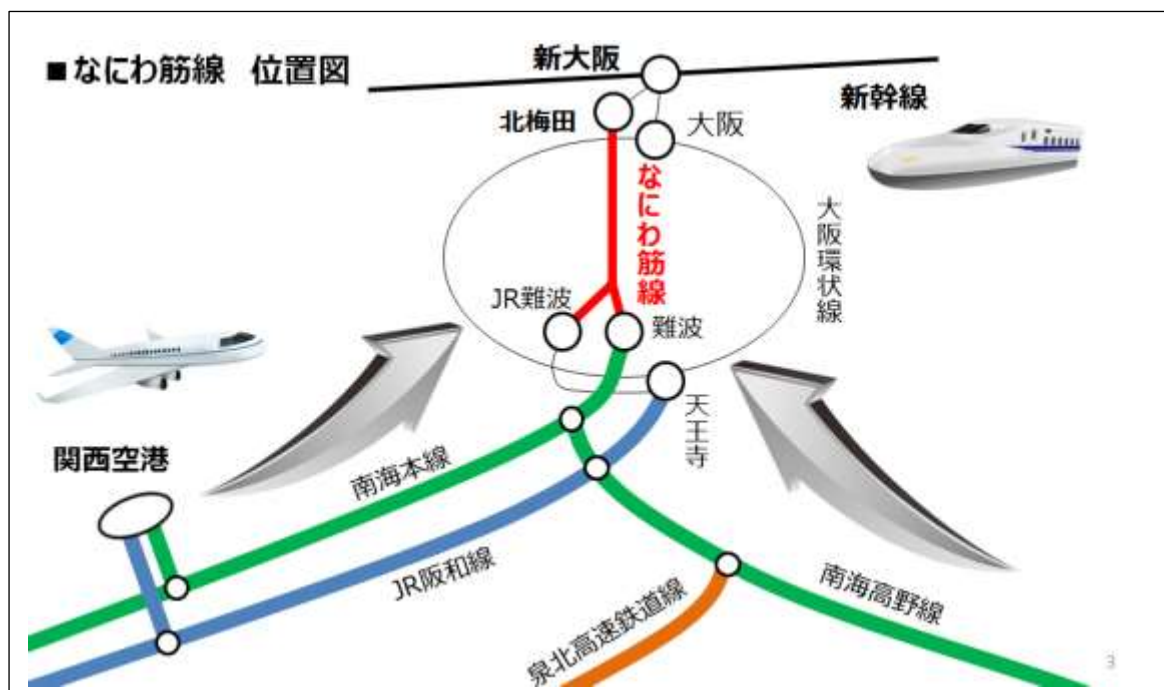 ■なにわ筋線 位置図
新大阪
新幹線
北梅田
大阪
なにわ筋線
大阪環状線
JR難波
難波
天王寺
関西空港
南海本線
JR阪和線
南海高野線
泉北高速鉄道線
3